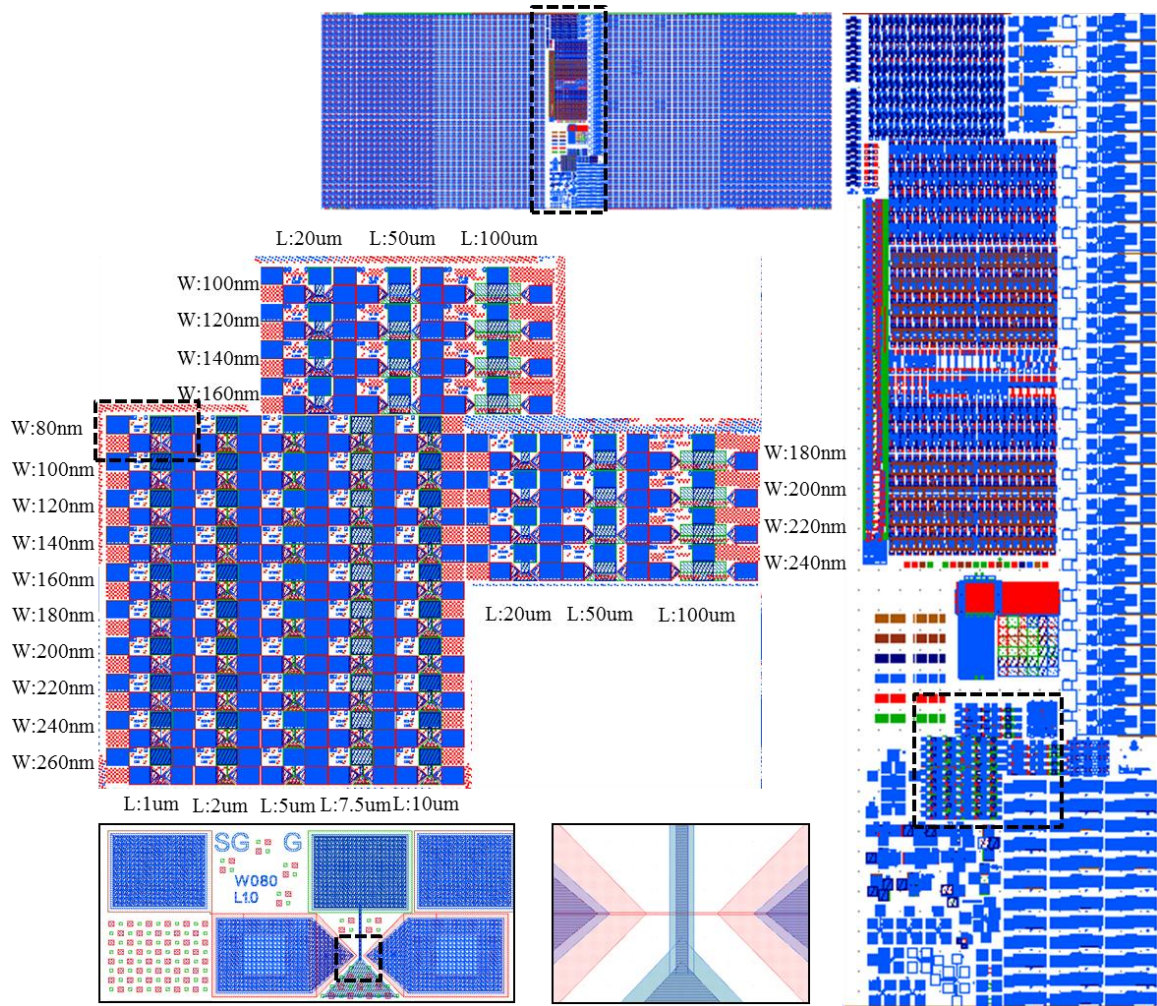 L:20um L:50um L:100um
W:100nm
W:120nm
W:140nm
W:160nm
W:80nm
W:100nm
W:120nm
W:140nm
W:160nm
W:180nm
W:200nm
W:220nm
W:240nm
W:260nm
W:180nm
W:200nm
W:220nm
W:240nm
L:20um L:50um L:100um
L:1um L:2um L:5um L:7.5um L:10um
SG G
W080
L1.0